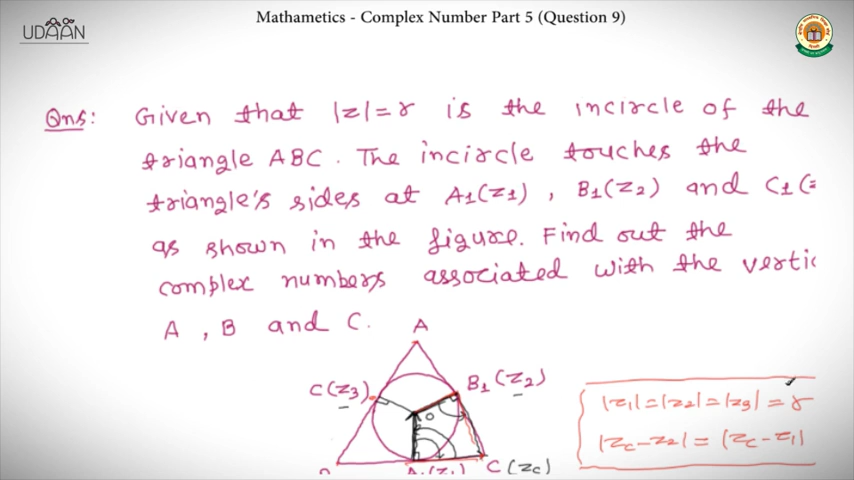 Mathametics - Complex Number Part 5 (Question 9)
UDAAN
Qns: Given that |z|=r is the incircle of the
triangle ABC. The incircle touches the
triangle's sides at A1(z1), B1(z2) and C1(
as shown in the figure. Find out the
complex numbers associated with the vertic
A, B and C.
A
C(z3)
B1(z2)
O
C(zc)
|z1|=|z2|=|z3|=r
|zc-z2|=|zc-z1|